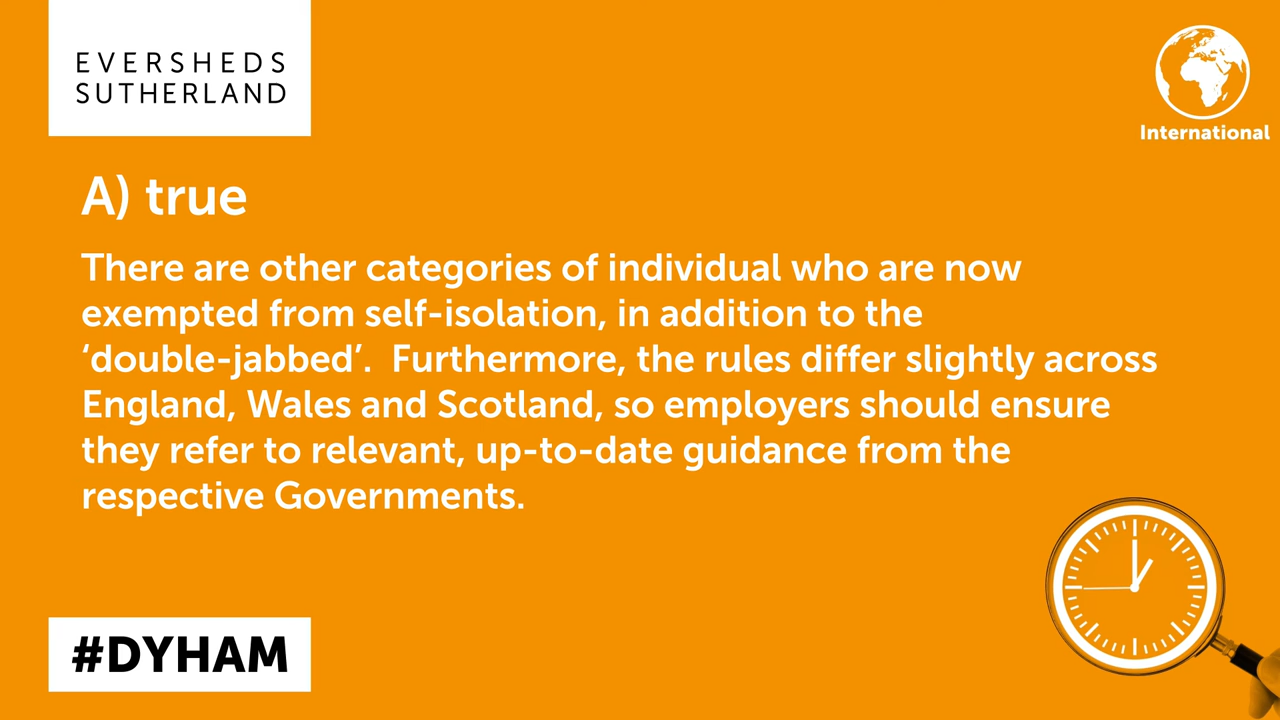 EVERSHEDS
SUTHERLAND
International
A) true
There are other categories of individual who are now
exempted from self-isolation, in addition to the
‘double-jabbed’.  Furthermore, the rules differ slightly across
England, Wales and Scotland, so employers should ensure
they refer to relevant, up-to-date guidance from the
respective Governments.
#DYHAM